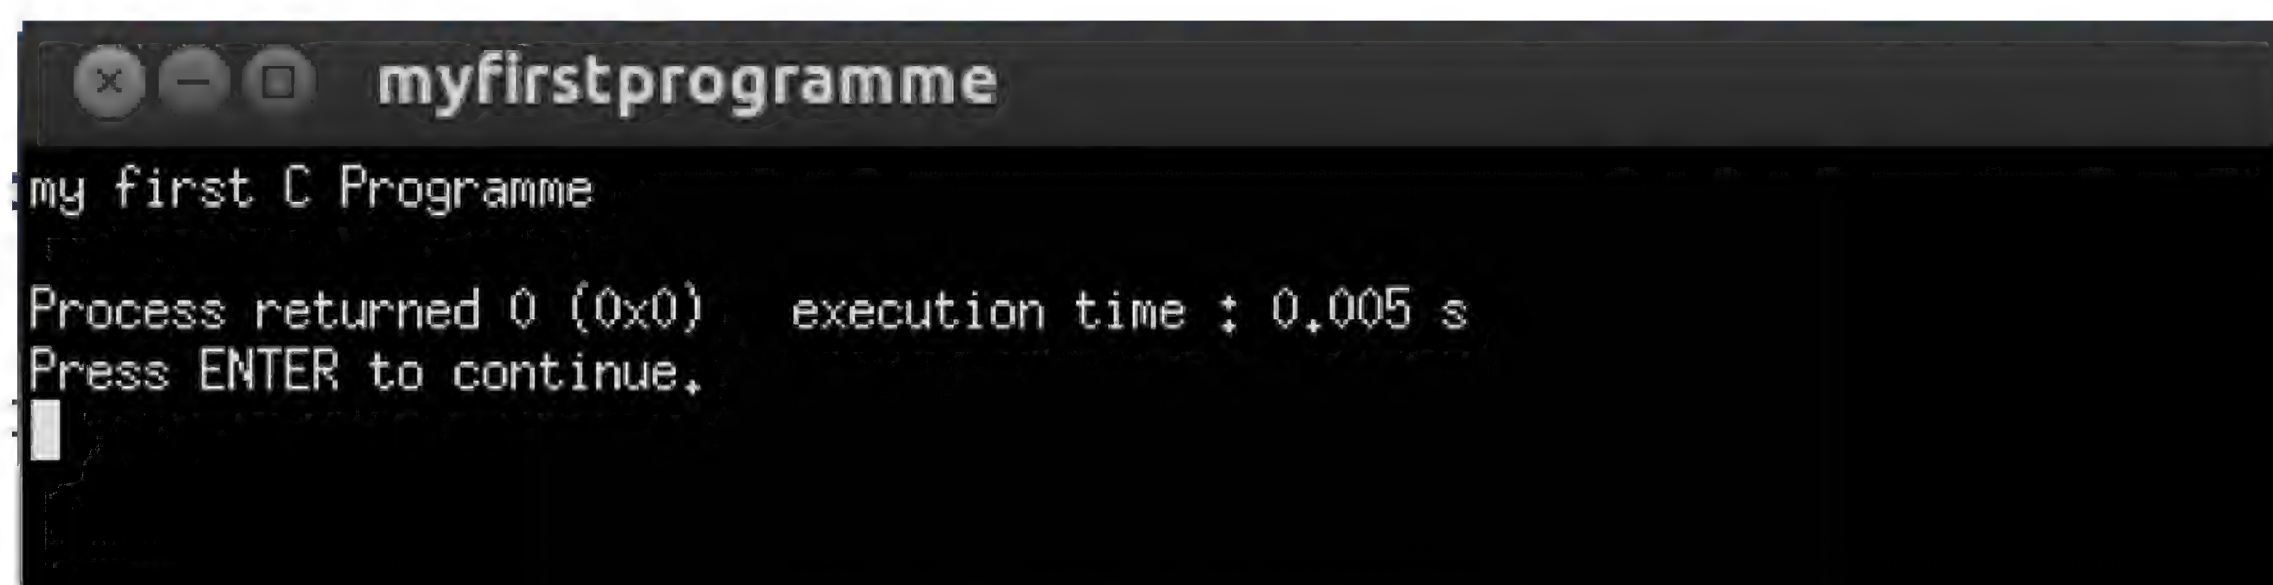 myfirstprogramme
my first C Programme
Process returned 0 (0x0)   execution time : 0.005 s
Press ENTER to continue.